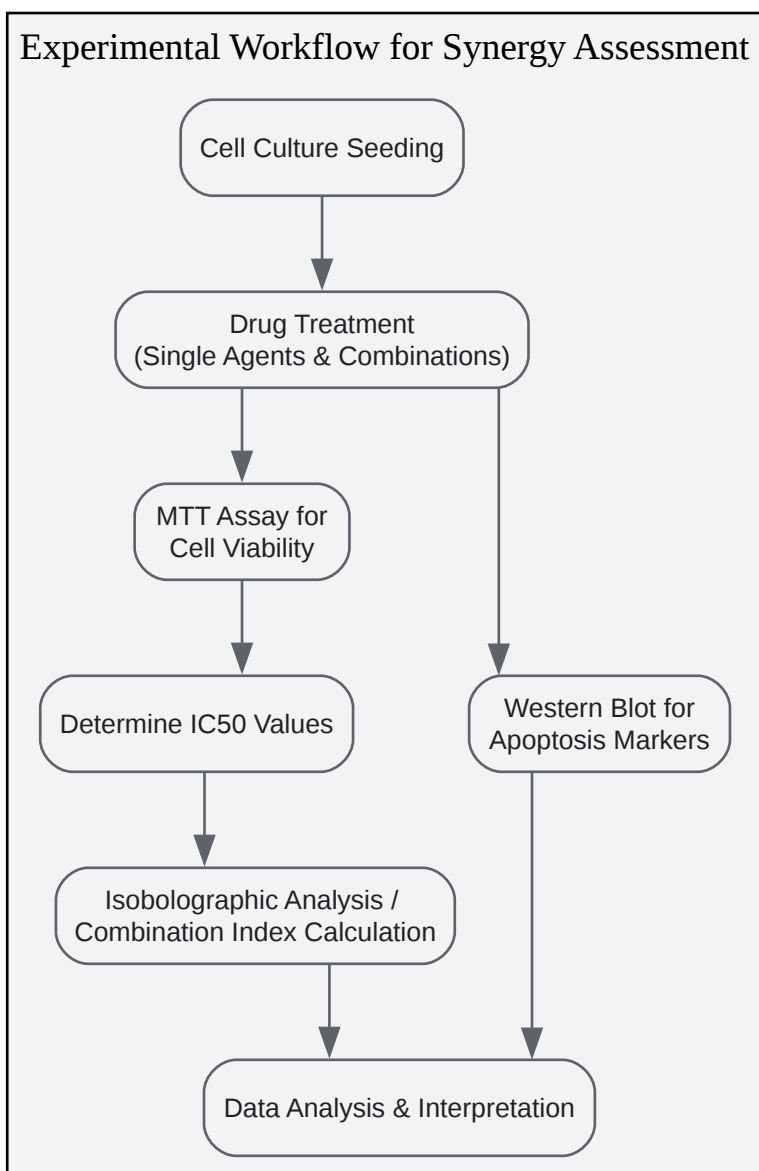 Experimental Workflow for Synergy Assessment
Cell Culture Seeding
Drug Treatment
(Single Agents & Combinations)
MTT Assay for
Cell Viability
Determine IC50 Values
Western Blot for
Apoptosis Markers
Isobolographic Analysis /
Combination Index Calculation
Data Analysis & Interpretation